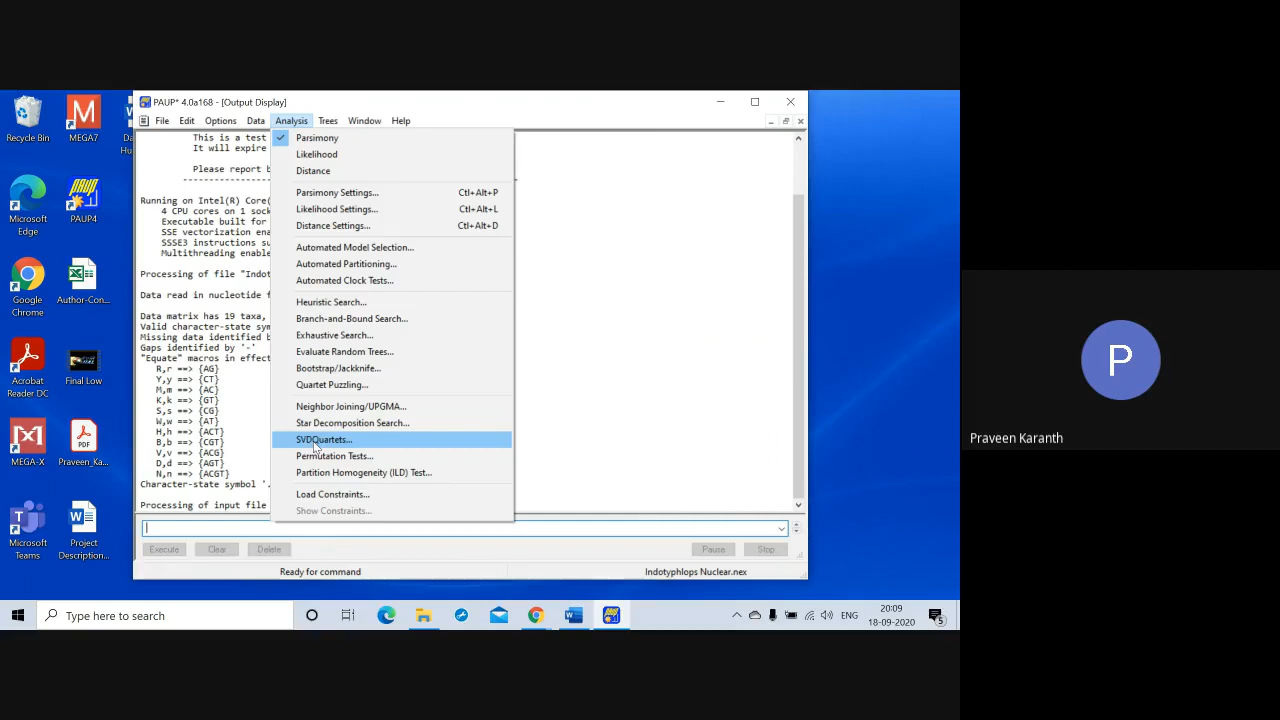 Recycle Bin
MEGA7
Microsoft Edge
PAUP4
Google Chrome
Author-Con...
Acrobat Reader DC
Final Low
MEGA-X
PDF
Praveen_Ka...
Microsoft Teams
Project Description...
PAUP* 4.0a168 - [Output Display]
File Edit Options Data Analysis Trees Window Help
This is a test
It will expire
Please report b
Running on Intel(R) Core(
4 CPU cores on 1 sock
Executable built for
SSE vectorization ena
SSSE3 instructions su
Multithreading enable
Processing of file "Indot
Data read in nucleotide f
Data matrix has 19 taxa,
Valid character-state sym
Missing data identified b
Gaps identified by '-'
"Equate" macros in effect
R,r ==> {AG}
Y,y ==> {CT}
M,m ==> {AC}
K,k ==> {GT}
S,s ==> {CG}
W,w ==> {AT}
H,h ==> {ACT}
B,b ==> {CGT}
V,v ==> {ACG}
D,d ==> {AGT}
N,n ==> {ACGT}
Character-state symbol '.
Processing of input file
Parsimony
Likelihood
Distance
Parsimony Settings... Ctl+Alt+P
Likelihood Settings... Ctl+Alt+L
Distance Settings... Ctl+Alt+D
Automated Model Selection...
Automated Partitioning...
Automated Clock Tests...
Heuristic Search...
Branch-and-Bound Search...
Exhaustive Search...
Evaluate Random Trees...
Bootstrap/Jackknife...
Quartet Puzzling...
Neighbor Joining/UPGMA...
Star Decomposition Search...
SVDQuartets...
Permutation Tests...
Partition Homogeneity (ILD) Test...
Load Constraints...
Show Constraints...
Execute Clear Delete Pause Stop
Ready for command Indotyphlops Nuclear.nex
Type here to search
ENG
20:09
18-09-2020
5
P
Praveen Karanth